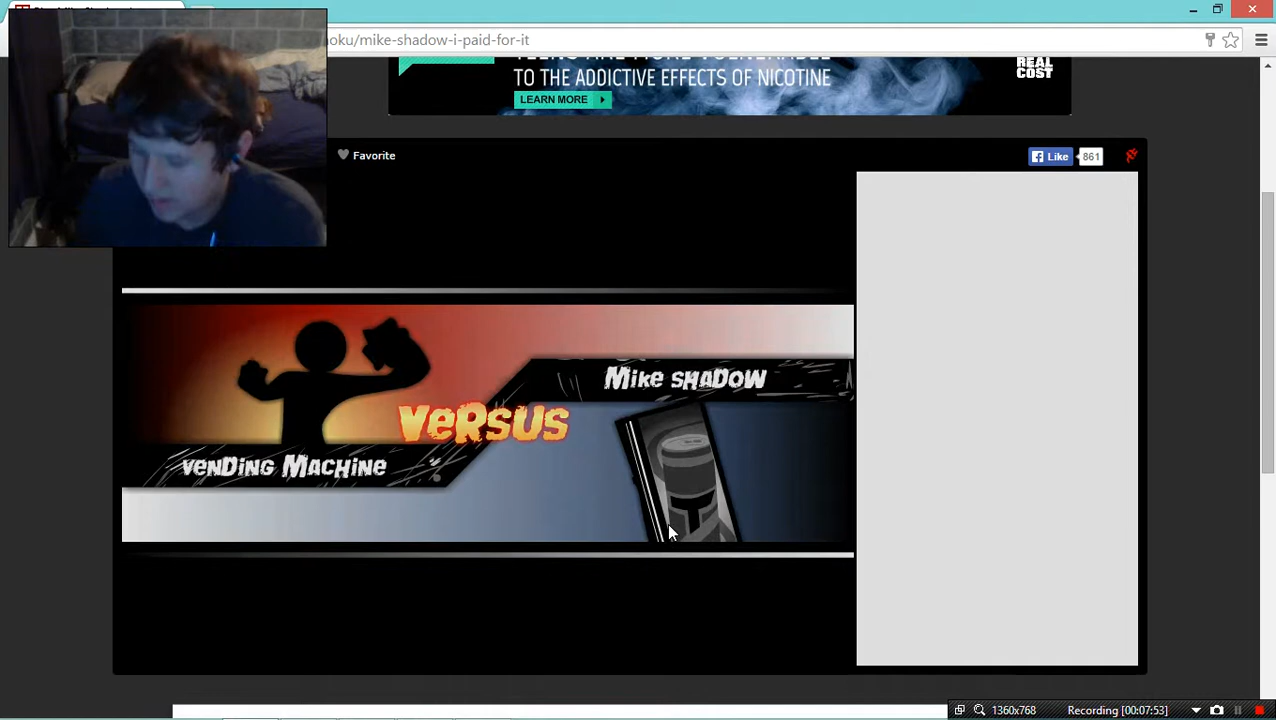 oku/mike-shadow-i-paid-for-it
TO THE ADDICTIVE EFFECTS OF NICOTINE
REAL
COST
LEARN MORE
Favorite
Like
861
Mike SHADOW
VERSUS
VenDing MacHine
1360x768
Recording [00:07:53]